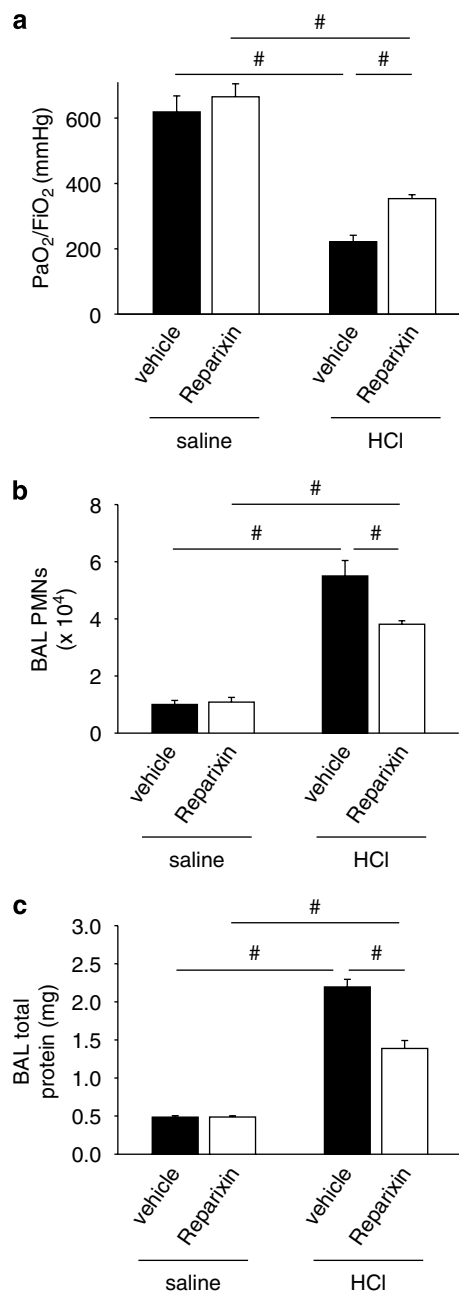 a
#
# #
PaO2/FiO2 (mmHg)
600
400
200
0
vehicle
Reparixin
vehicle
Reparixin
saline HCl
b
#
# #
BAL PMNs
(x 10^4)
8
6
4
2
0
vehicle
Reparixin
vehicle
Reparixin
saline HCl
c
#
# #
BAL total
protein (mg)
3.0
2.5
2.0
1.5
1.0
0.5
0.0
vehicle
Reparixin
vehicle
Reparixin
saline HCl